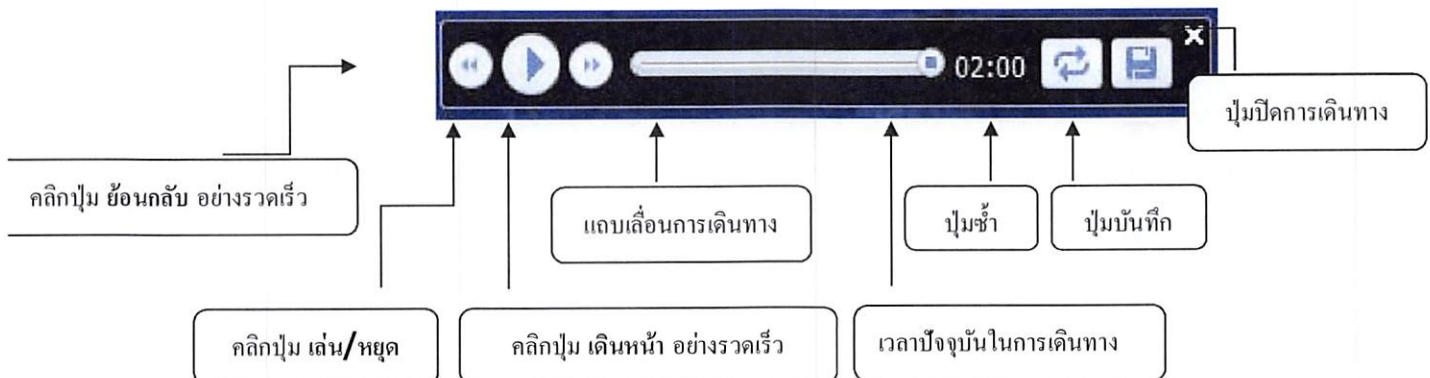 02:00
ปุ่มปิดการเดินทาง
คลิกปุ่ม ย้อนกลับ อย่างรวดเร็ว
แถบเลื่อนการเดินทาง
ปุ่มซ้ำ
ปุ่มบันทึก
คลิกปุ่ม เล่น/หยุด
คลิกปุ่ม เดินหน้า อย่างรวดเร็ว
เวลาปัจจุบันในการเดินทาง